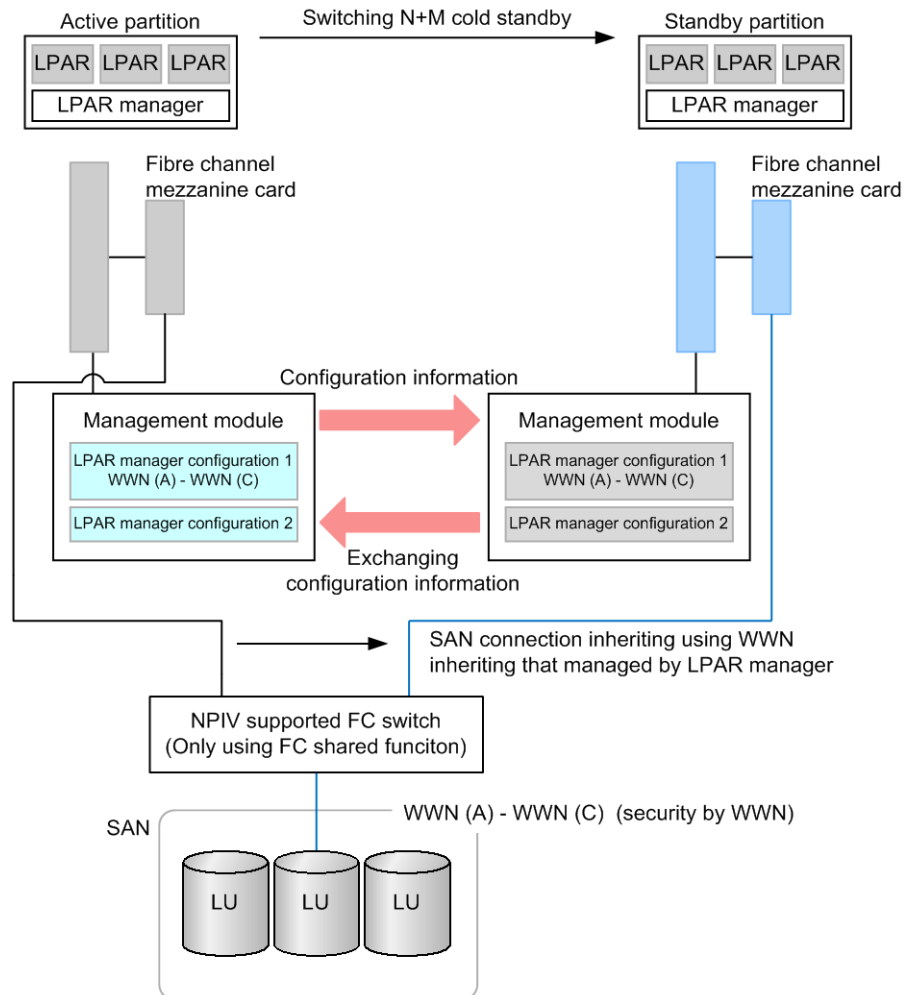 Active partition
Switching N+M cold standby
Standby partition
LPAR LPAR LPAR
LPAR manager
LPAR LPAR LPAR
LPAR manager
Fibre channel
mezzanine card
Fibre channel
mezzanine card
Configuration information
Management module
LPAR manager configuration 1
WWN (A) - WWN (C)
LPAR manager configuration 2
Management module
LPAR manager configuration 1
WWN (A) - WWN (C)
LPAR manager configuration 2
Exchanging
configuration information
SAN connection inheriting using WWN
inheriting that managed by LPAR manager
NPIV supported FC switch
(Only using FC shared funciton)
WWN (A) - WWN (C) (security by WWN)
SAN
LU LU LU